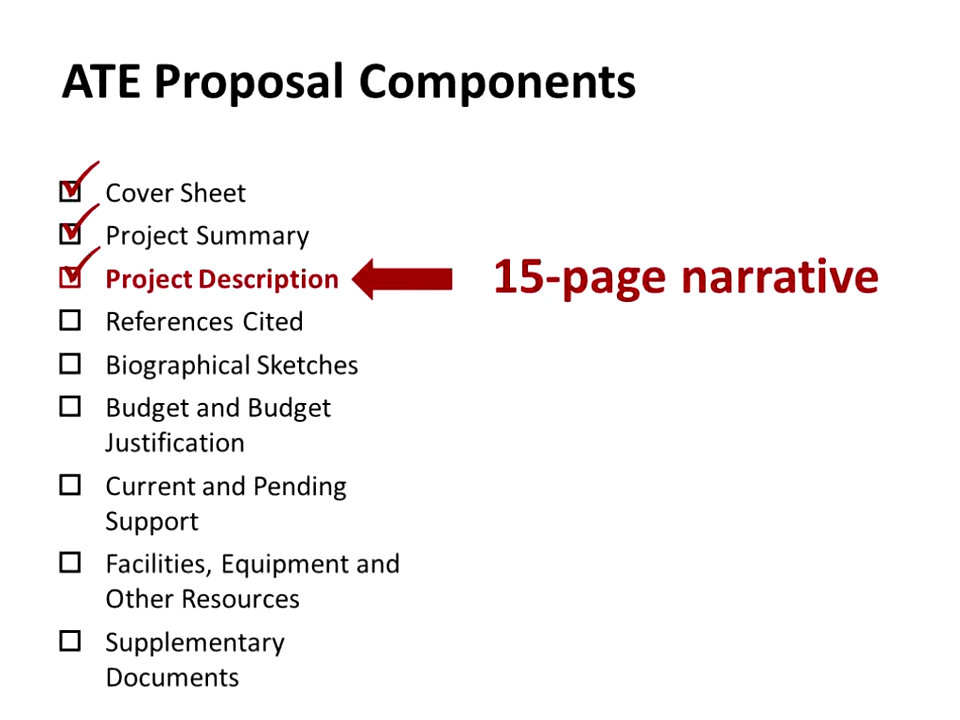 ATE Proposal Components
Cover Sheet
Project Summary
Project Description
15-page narrative
References Cited
Biographical Sketches
Budget and Budget
Justification
Current and Pending
Support
Facilities, Equipment and
Other Resources
Supplementary
Documents